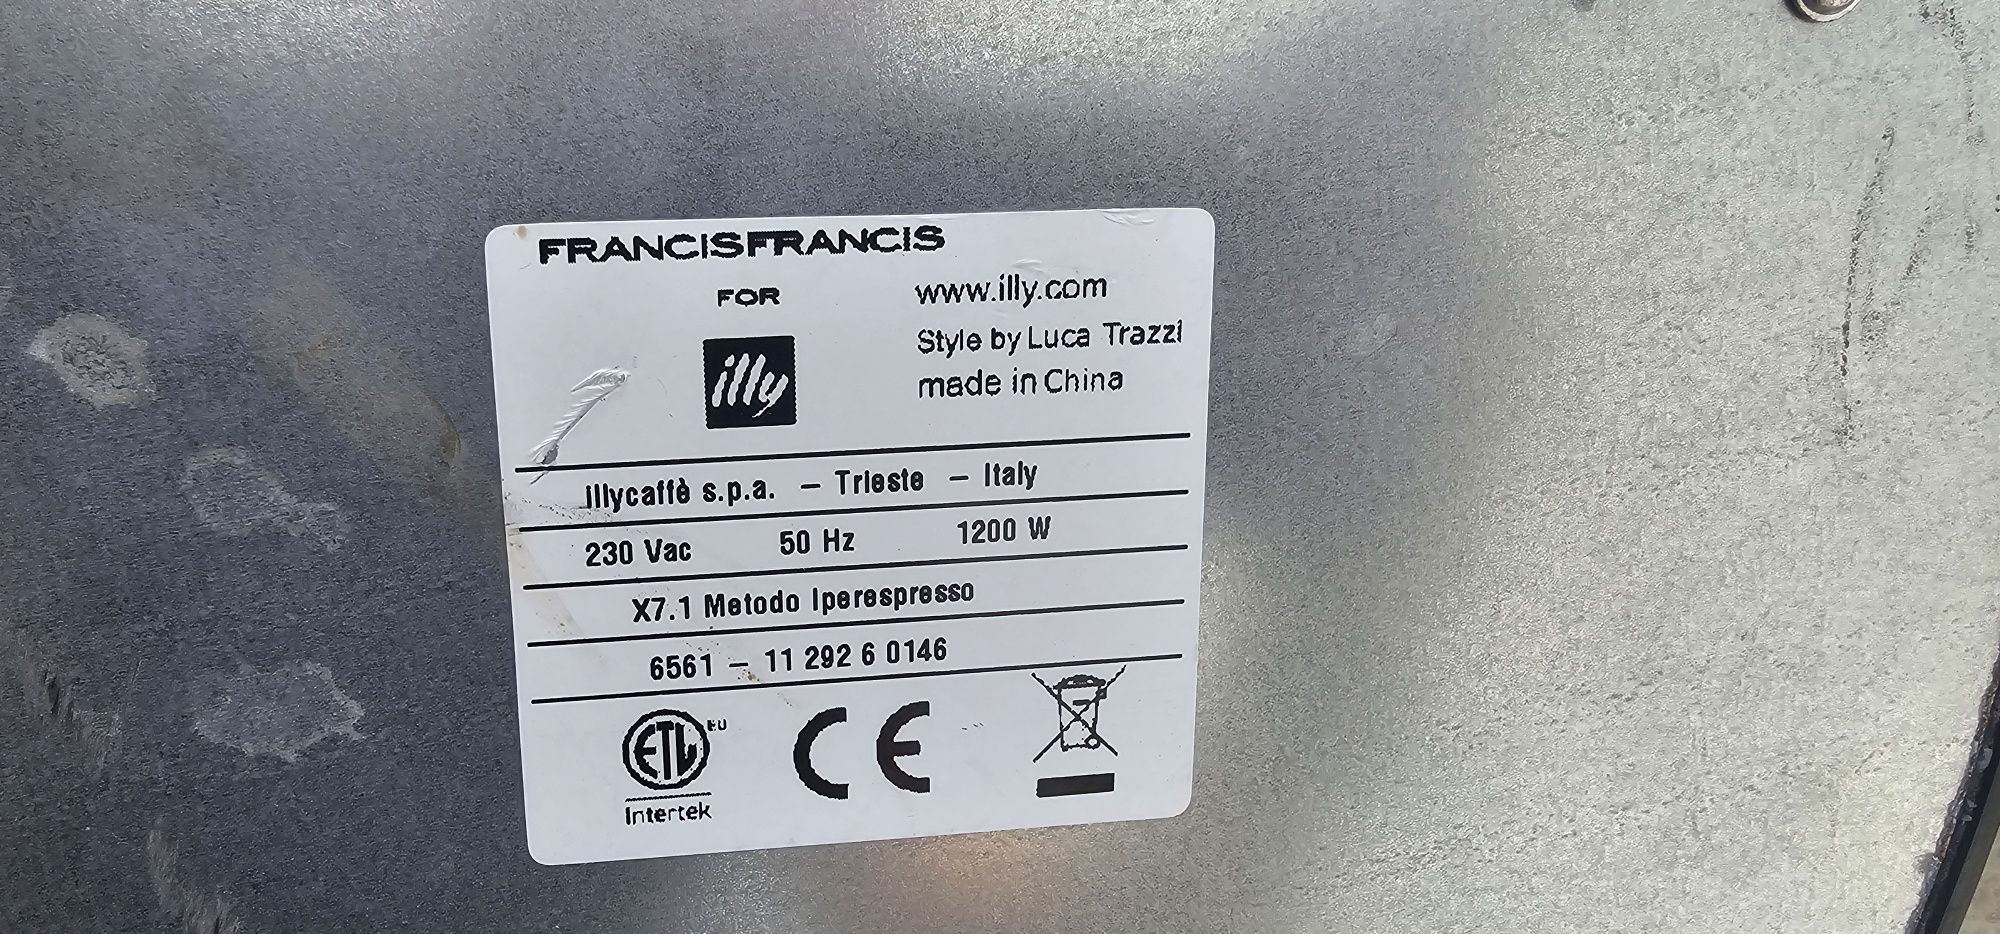 FRANCISFRANCIS
FOR
illy
www.illy.com
Style by Luca Trazzi
made in China
illycaffè s.p.a. – Trieste – Italy
230 Vac 50 Hz 1200 W
X7.1 Metodo Iperespresso
6561 – 11 292 6 0146
ETL EU
Intertek
CE